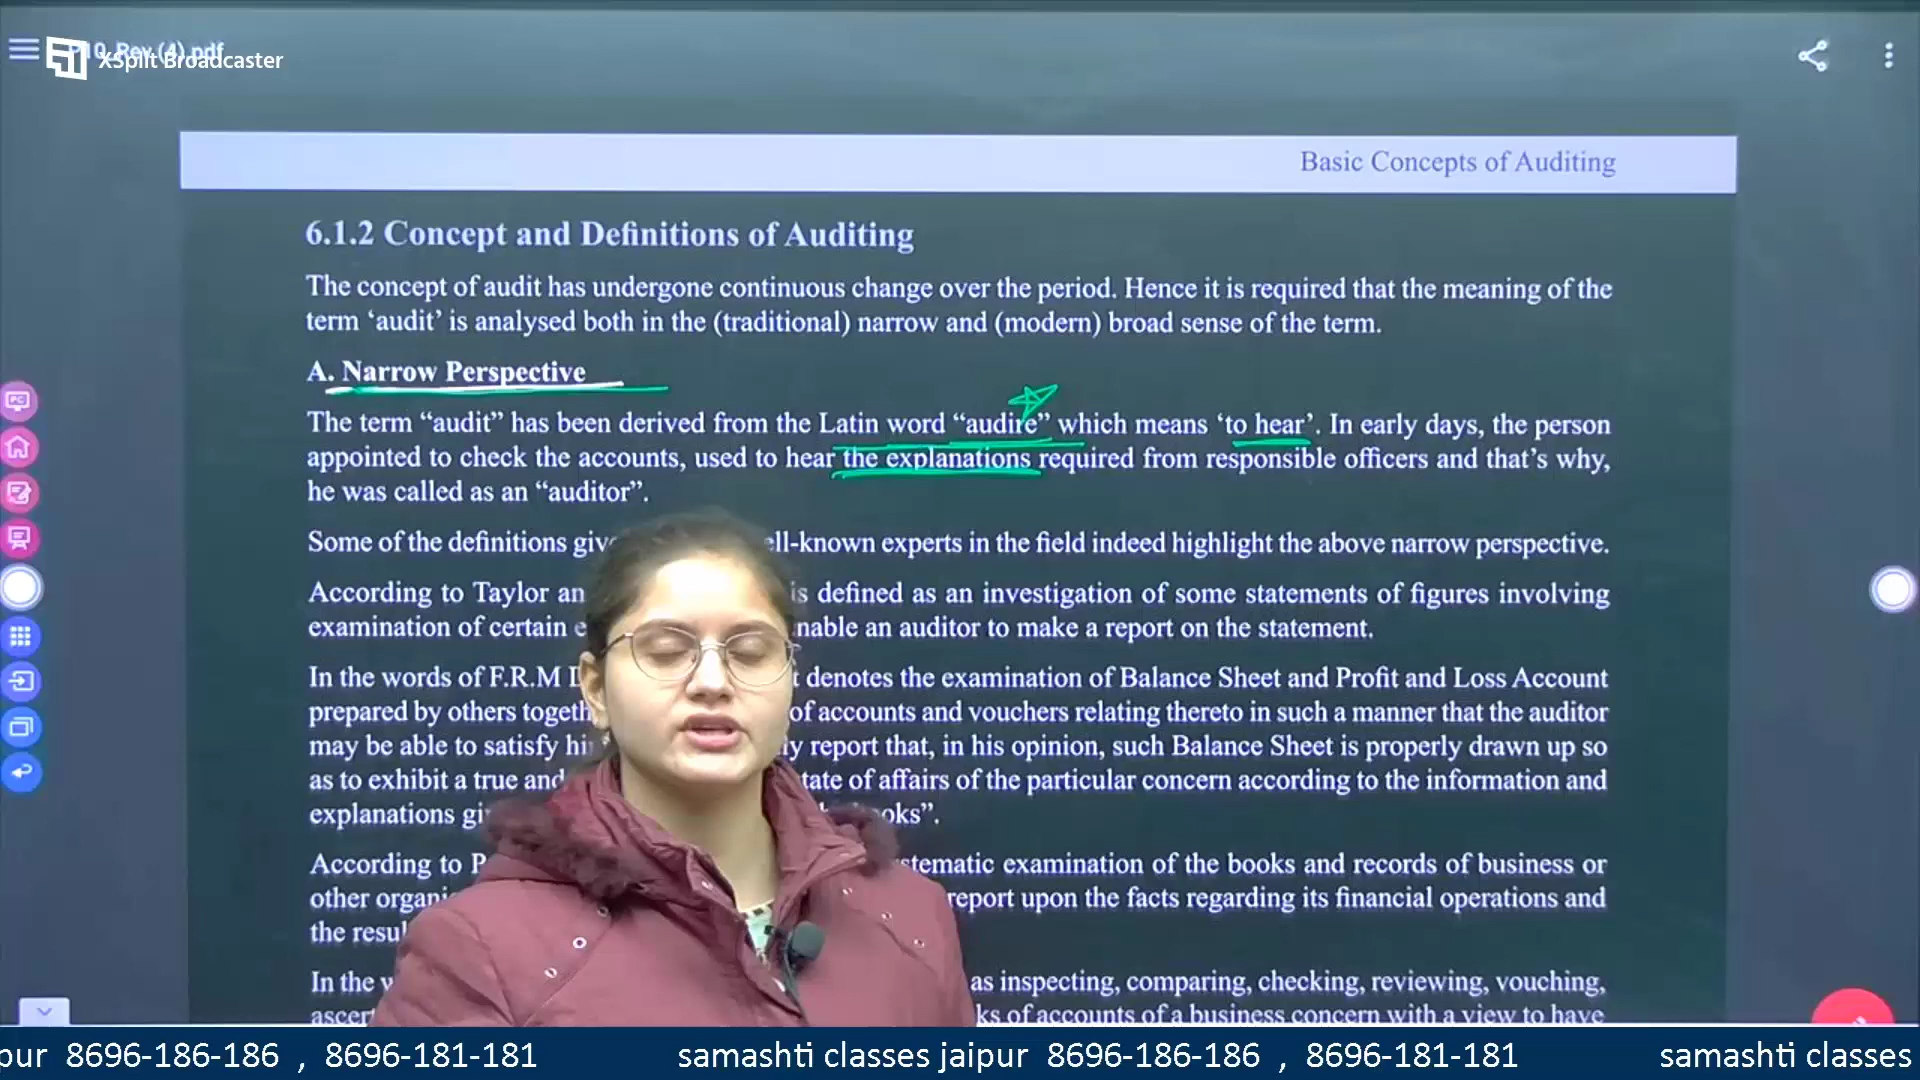 P10_Rev (4).pdf
XSplit Broadcaster
Basic Concepts of Auditing
6.1.2 Concept and Definitions of Auditing
The concept of audit has undergone continuous change over the period. Hence it is required that the meaning of the
term ‘audit’ is analysed both in the (traditional) narrow and (modern) broad sense of the term.
A. Narrow Perspective
The term “audit” has been derived from the Latin word “audire” which means ‘to hear’. In early days, the person
appointed to check the accounts, used to hear the explanations required from responsible officers and that’s why,
he was called as an “auditor”.
Some of the definitions ell-known experts in the field indeed highlight the above narrow perspective.
According to Taylor is defined as an investigation of some statements of figures involving
examination of certain an auditor to make a report on the statement.
In the words of F.R.M denotes the examination of Balance Sheet and Profit and Loss Account
prepared by others of accounts and vouchers relating thereto in such a manner that the auditor
may be able to satisfy report that, in his opinion, such Balance Sheet is properly drawn up so
as to exhibit a true and of affairs of the particular concern according to the information and
explanations
According to examination of the books and records of business or
other report upon the facts regarding its financial operations and
the
In the as inspecting, comparing, checking, reviewing, vouching,
of accounts of a business concern with a view to have
pur 8696-186-186 , 8696-181-181 samashti classes jaipur 8696-186-186 , 8696-181-181 samashti classes